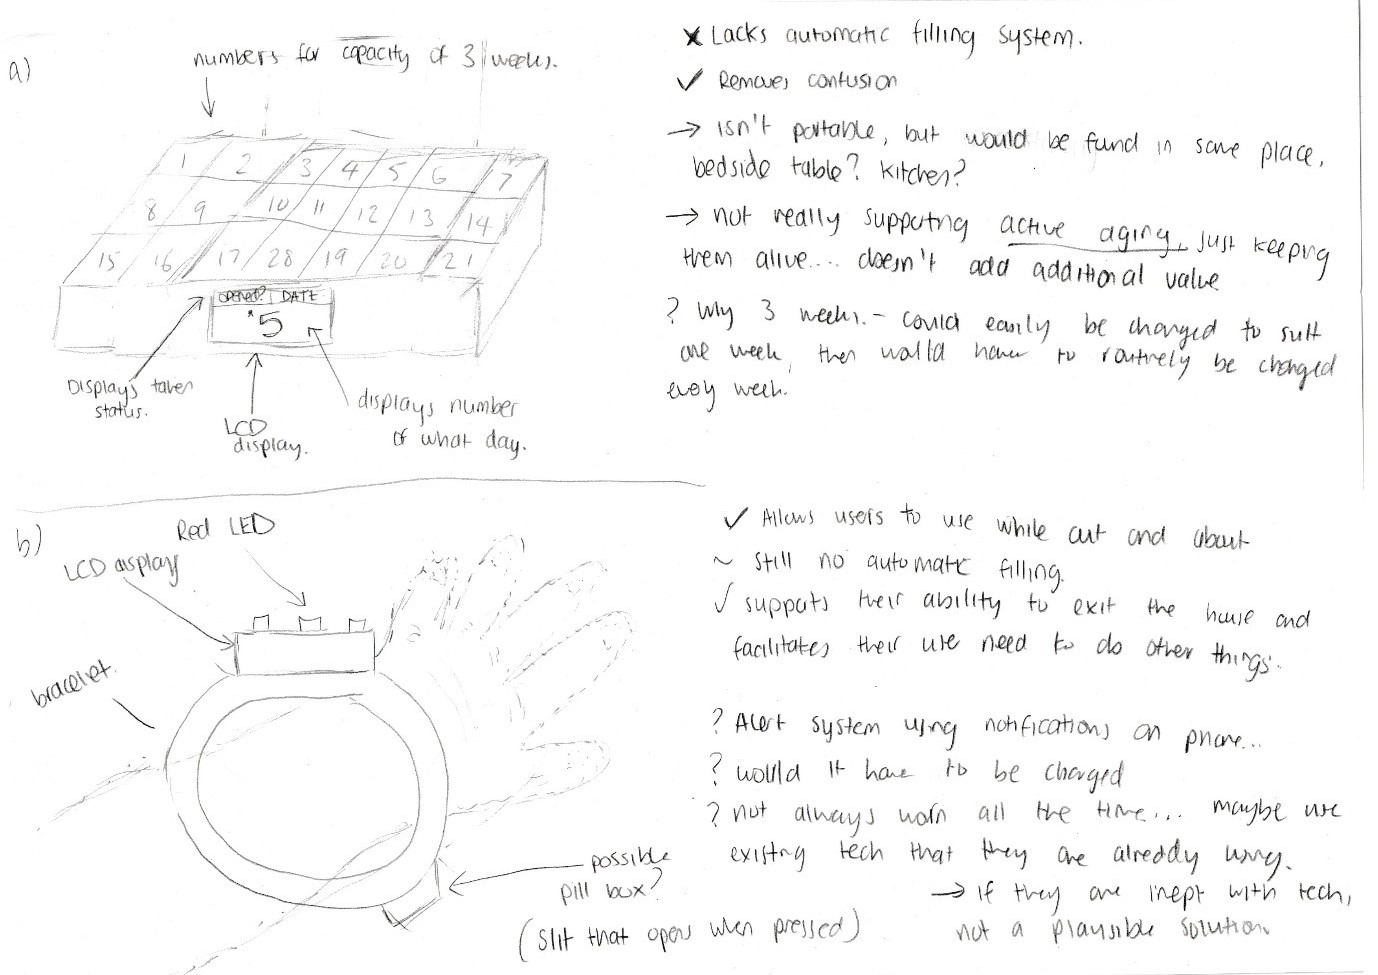 a)
numbers for capacity of 3 weeks.
1 2 3 4 5 6 7
8 9 10 11 12 13 14
15 16 17 28 19 20 21
opened? DATE
*5
Displays taken
status.
LCD
display.
displays number
of what day.
✗ Lacks automatic filling system.
✓ Removes confusion
→ isn't portable, but would be fund in same place,
bedside table? kitchen?
→ not really supporting active aging, just keeping
them alive.... doesn't add additional value
? Why 3 weeks. - could easily be changed to suit
one week, then would have to routinely be changed
every week.
b)
Red LED
LCD display
bracelet.
possible
pill box?
(slit that opens when pressed)
✓ Allows users to use while out and about
~ still no automatic filling.
✓ supports their ability to exit the house and
facilitates their use need to do other things.
? Alert system using notifications on phone...
? would it have to be charged
? not always worn all the time... maybe use
existing tech that they are already using.
→ if they are inept with tech,
not a plausible solution.